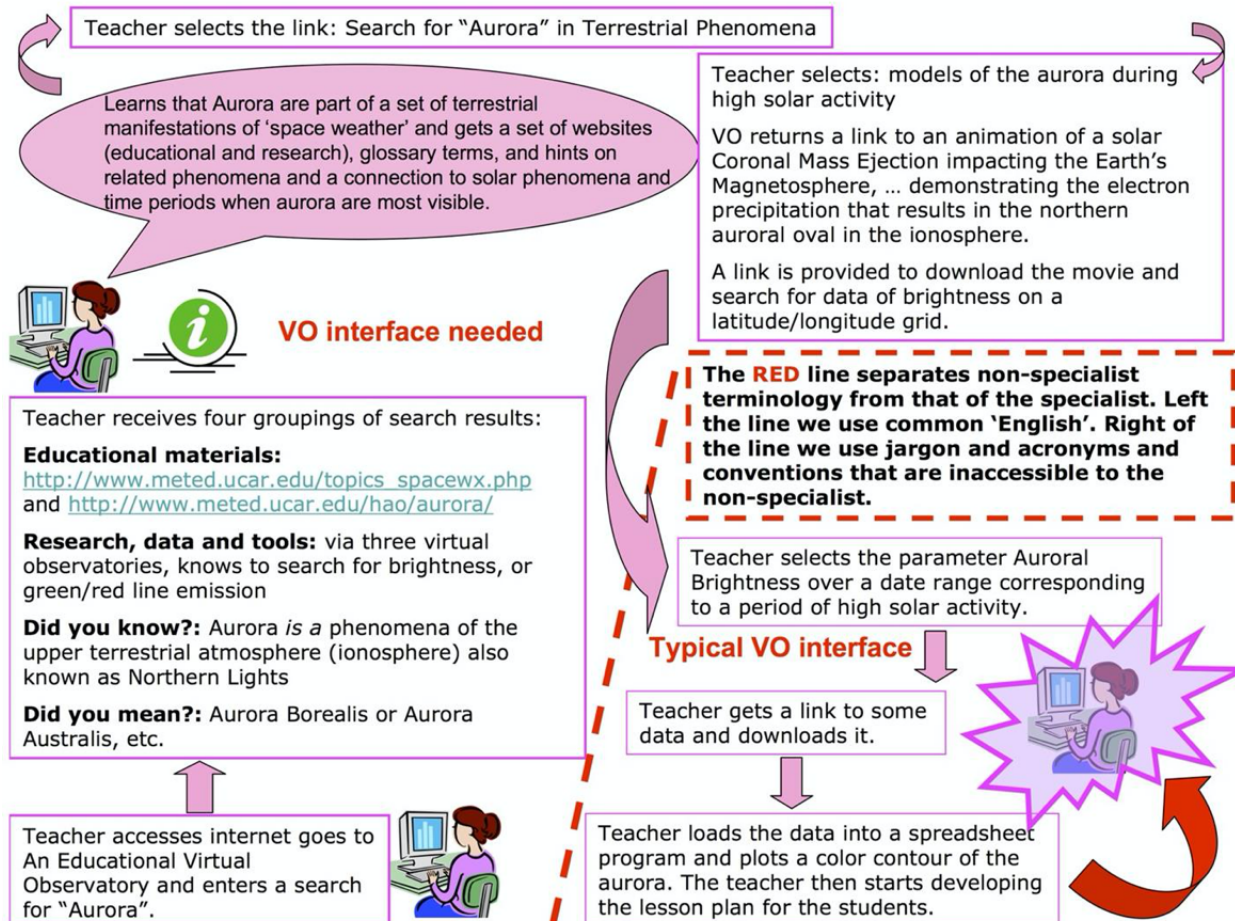 Teacher selects the link: Search for “Aurora” in Terrestrial Phenomena
Learns that Aurora are part of a set of terrestrial
manifestations of ‘space weather’ and gets a set of websites
(educational and research), glossary terms, and hints on
related phenomena and a connection to solar phenomena and
time periods when aurora are most visible.
Teacher selects: models of the aurora during
high solar activity
VO returns a link to an animation of a solar
Coronal Mass Ejection impacting the Earth’s
Magnetosphere, … demonstrating the electron
precipitation that results in the northern
auroral oval in the ionosphere.
A link is provided to download the movie and
search for data of brightness on a
latitude/longitude grid.
i
VO interface needed
Teacher receives four groupings of search results:
Educational materials:
http://www.meted.ucar.edu/topics_spacewx.php
and http://www.meted.ucar.edu/hao/aurora/
Research, data and tools: via three virtual
observatories, knows to search for brightness, or
green/red line emission
Did you know?: Aurora is a phenomena of the
upper terrestrial atmosphere (ionosphere) also
known as Northern Lights
Did you mean?: Aurora Borealis or Aurora
Australis, etc.
Teacher accesses internet goes to
An Educational Virtual
Observatory and enters a search
for “Aurora”.
The RED line separates non-specialist
terminology from that of the specialist. Left
the line we use common ‘English’. Right of
the line we use jargon and acronyms and
conventions that are inaccessible to the
non-specialist.
Teacher selects the parameter Auroral
Brightness over a date range corresponding
to a period of high solar activity.
Typical VO interface
Teacher gets a link to some
data and downloads it.
Teacher loads the data into a spreadsheet
program and plots a color contour of the
aurora. The teacher then starts developing
the lesson plan for the students.